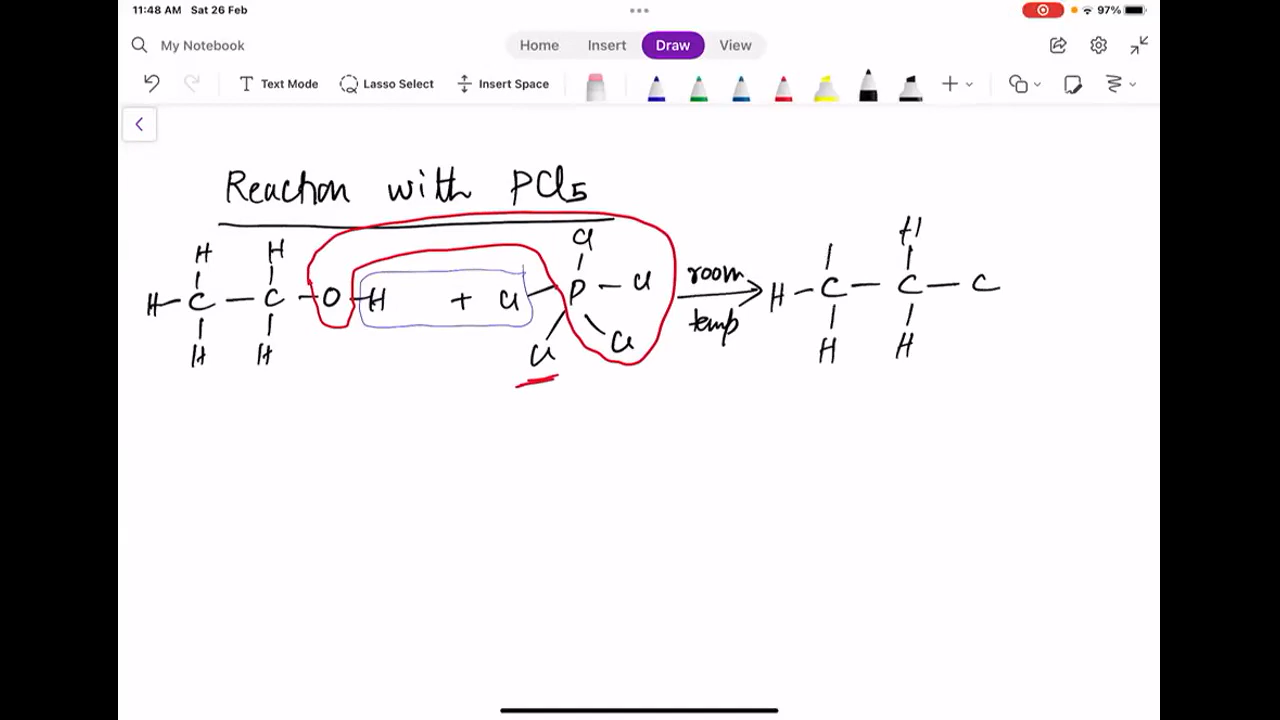 11:48 AM Sat 26 Feb
97%
My Notebook
Home Insert Draw View
Text Mode Lasso Select Insert Space
Reaction with PCl5
H H Cl
H — C — C — O — H + Cl — P — Cl room temp H — C — C — C
H H Cl Cl H H
H